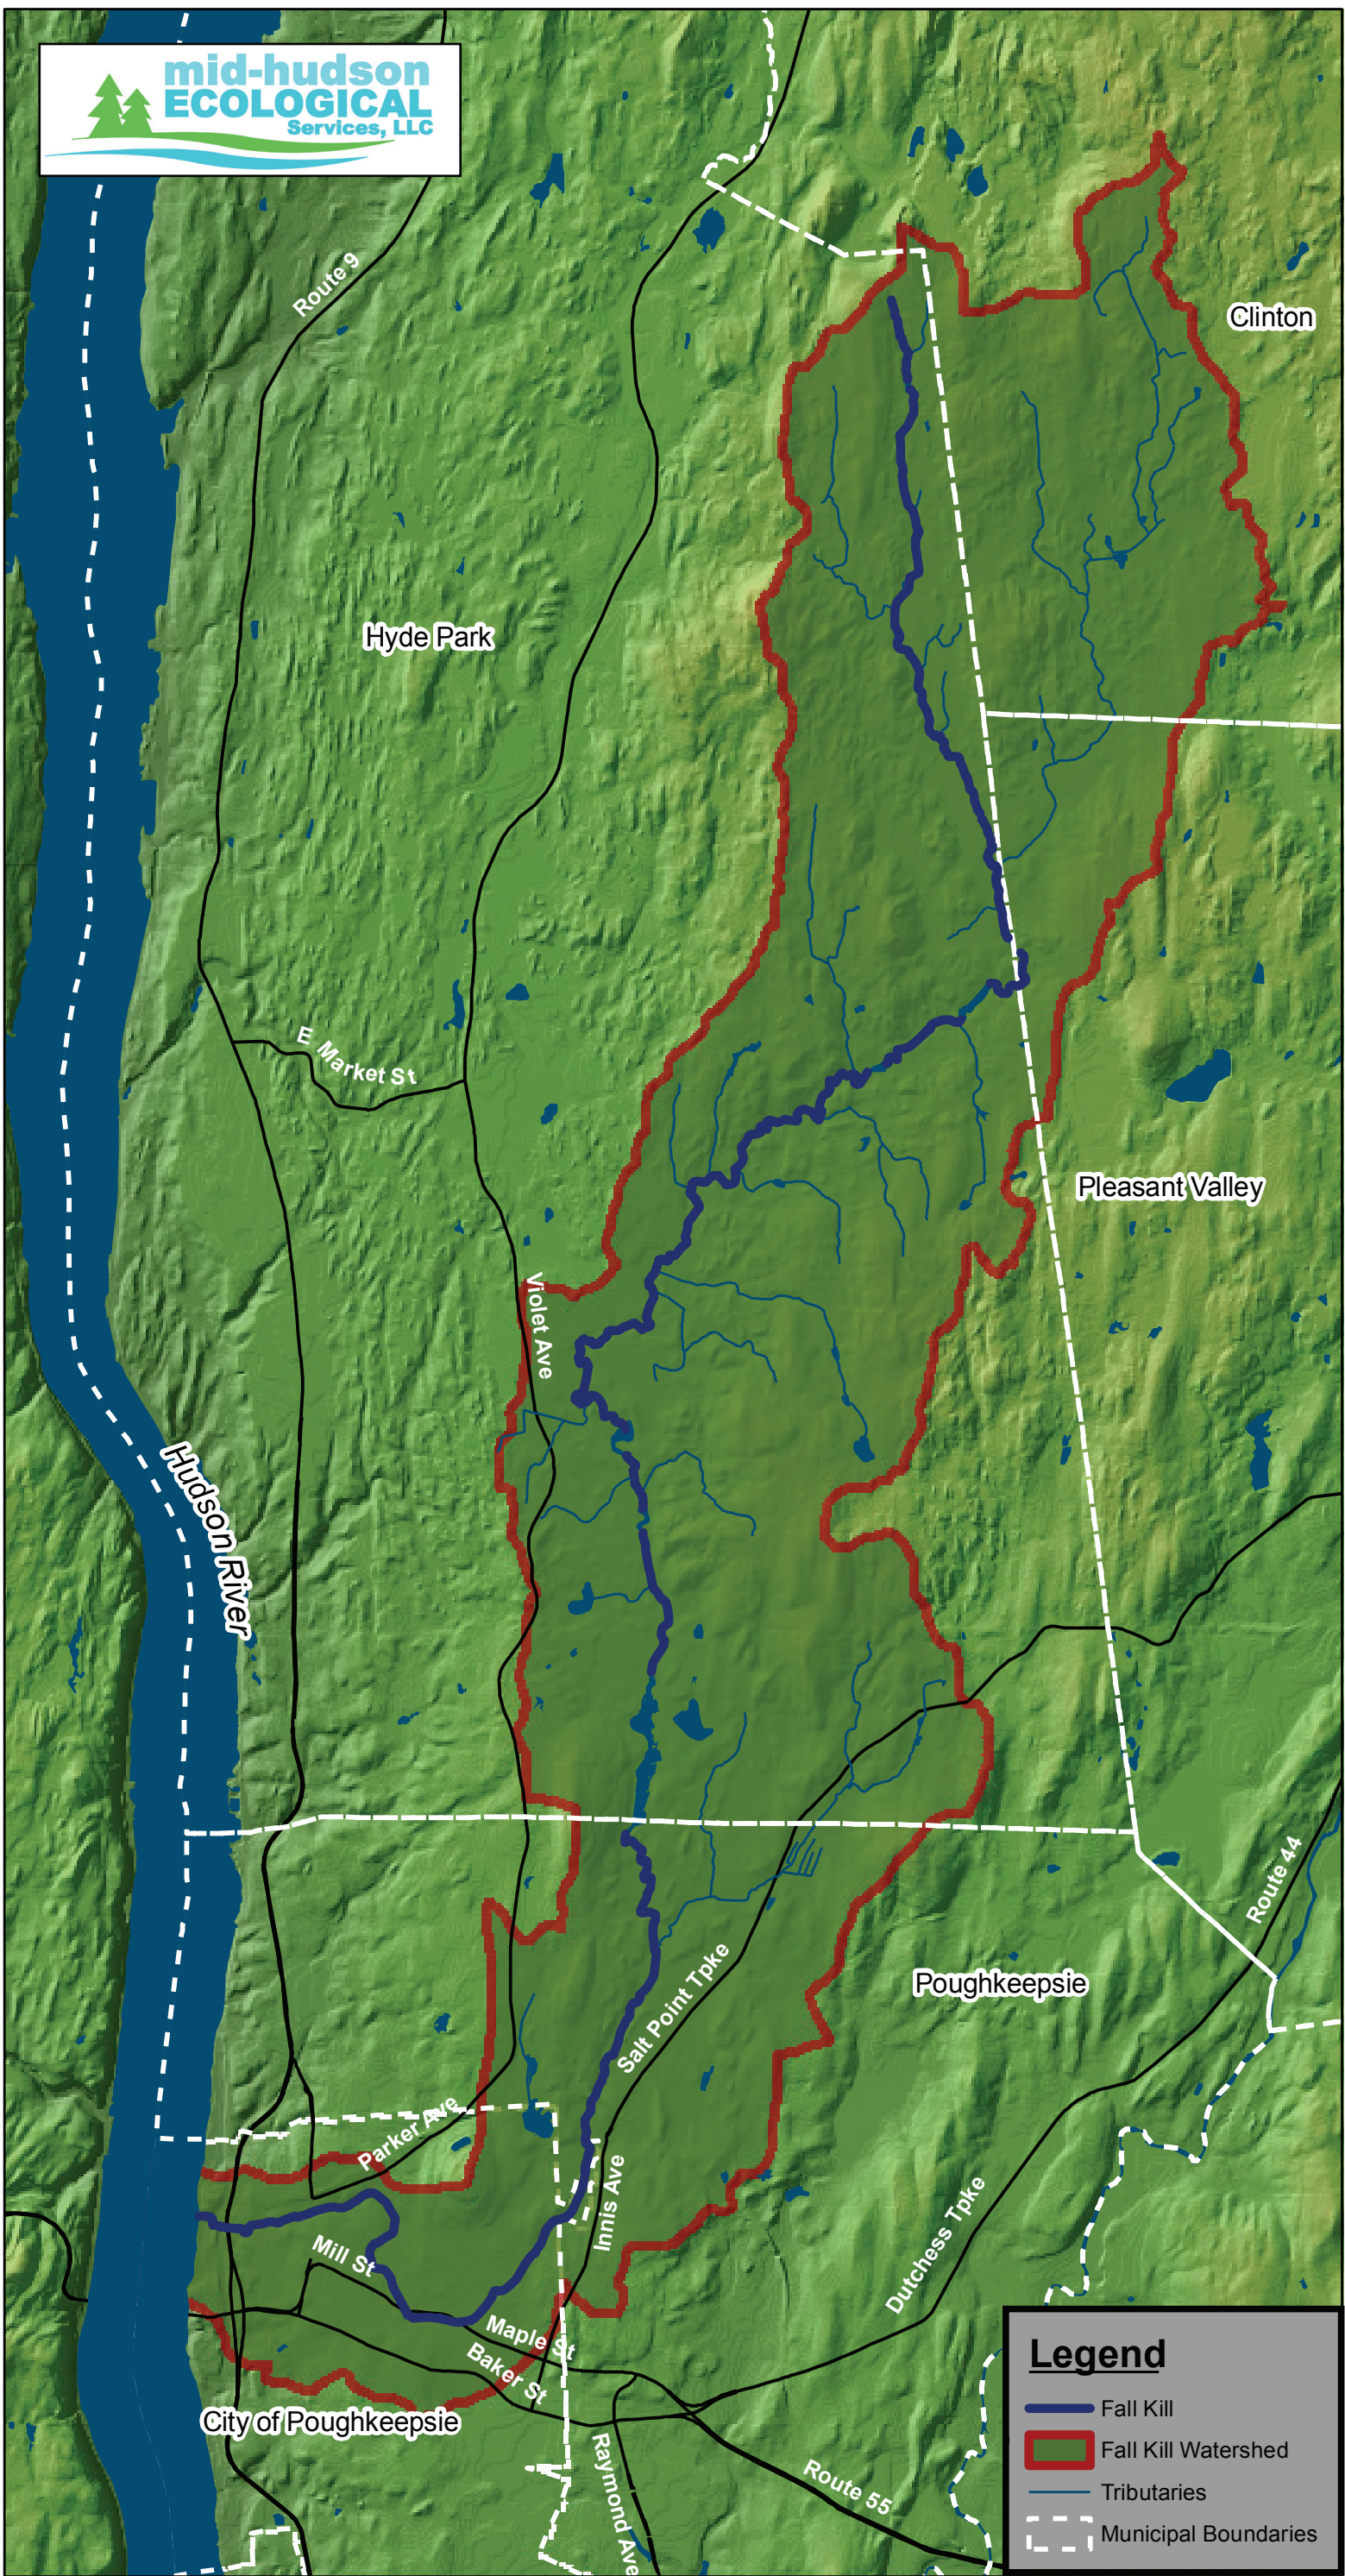 mid-hudson
ECOLOGICAL
Services, LLC
Route 9
Clinton
Hyde Park
E Market St
Pleasant Valley
Violet Ave
Hudson River
Route 44
Poughkeepsie
Salt Point Tpke
Parker Ave
Innis Ave
Mill St
Dutchess Tpke
Maple St
Baker St
City of Poughkeepsie
Raymond Ave
Route 55
Legend
Fall Kill
Fall Kill Watershed
Tributaries
Municipal Boundaries